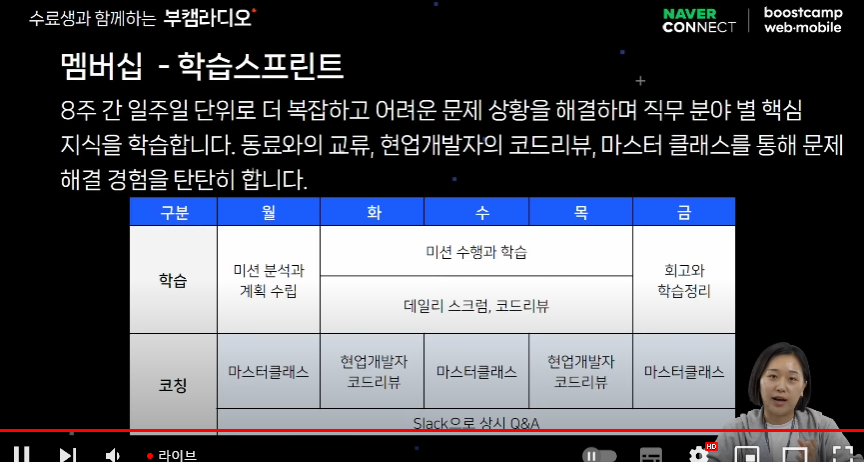 수료생과 함께하는 부캠라디오
NAVER
CONNECT
boostcamp
web·mobile
멤버십 - 학습스프린트
8주 간 일주일 단위로 더 복잡하고 어려운 문제 상황을 해결하며 직무 분야 별 핵심
지식을 학습합니다. 동료와의 교류, 현업개발자의 코드리뷰, 마스터 클래스를 통해 문제
해결 경험을 탄탄히 합니다.
구분 월 화 수 목 금
학습
미션 분석과
계획 수립
미션 수행과 학습
데일리 스크럼, 코드리뷰
회고와
학습정리
코칭
마스터클래스
현업개발자
코드리뷰
마스터클래스
현업개발자
코드리뷰
마스터클래스
Slack으로 상시 Q&A
라이브
HD